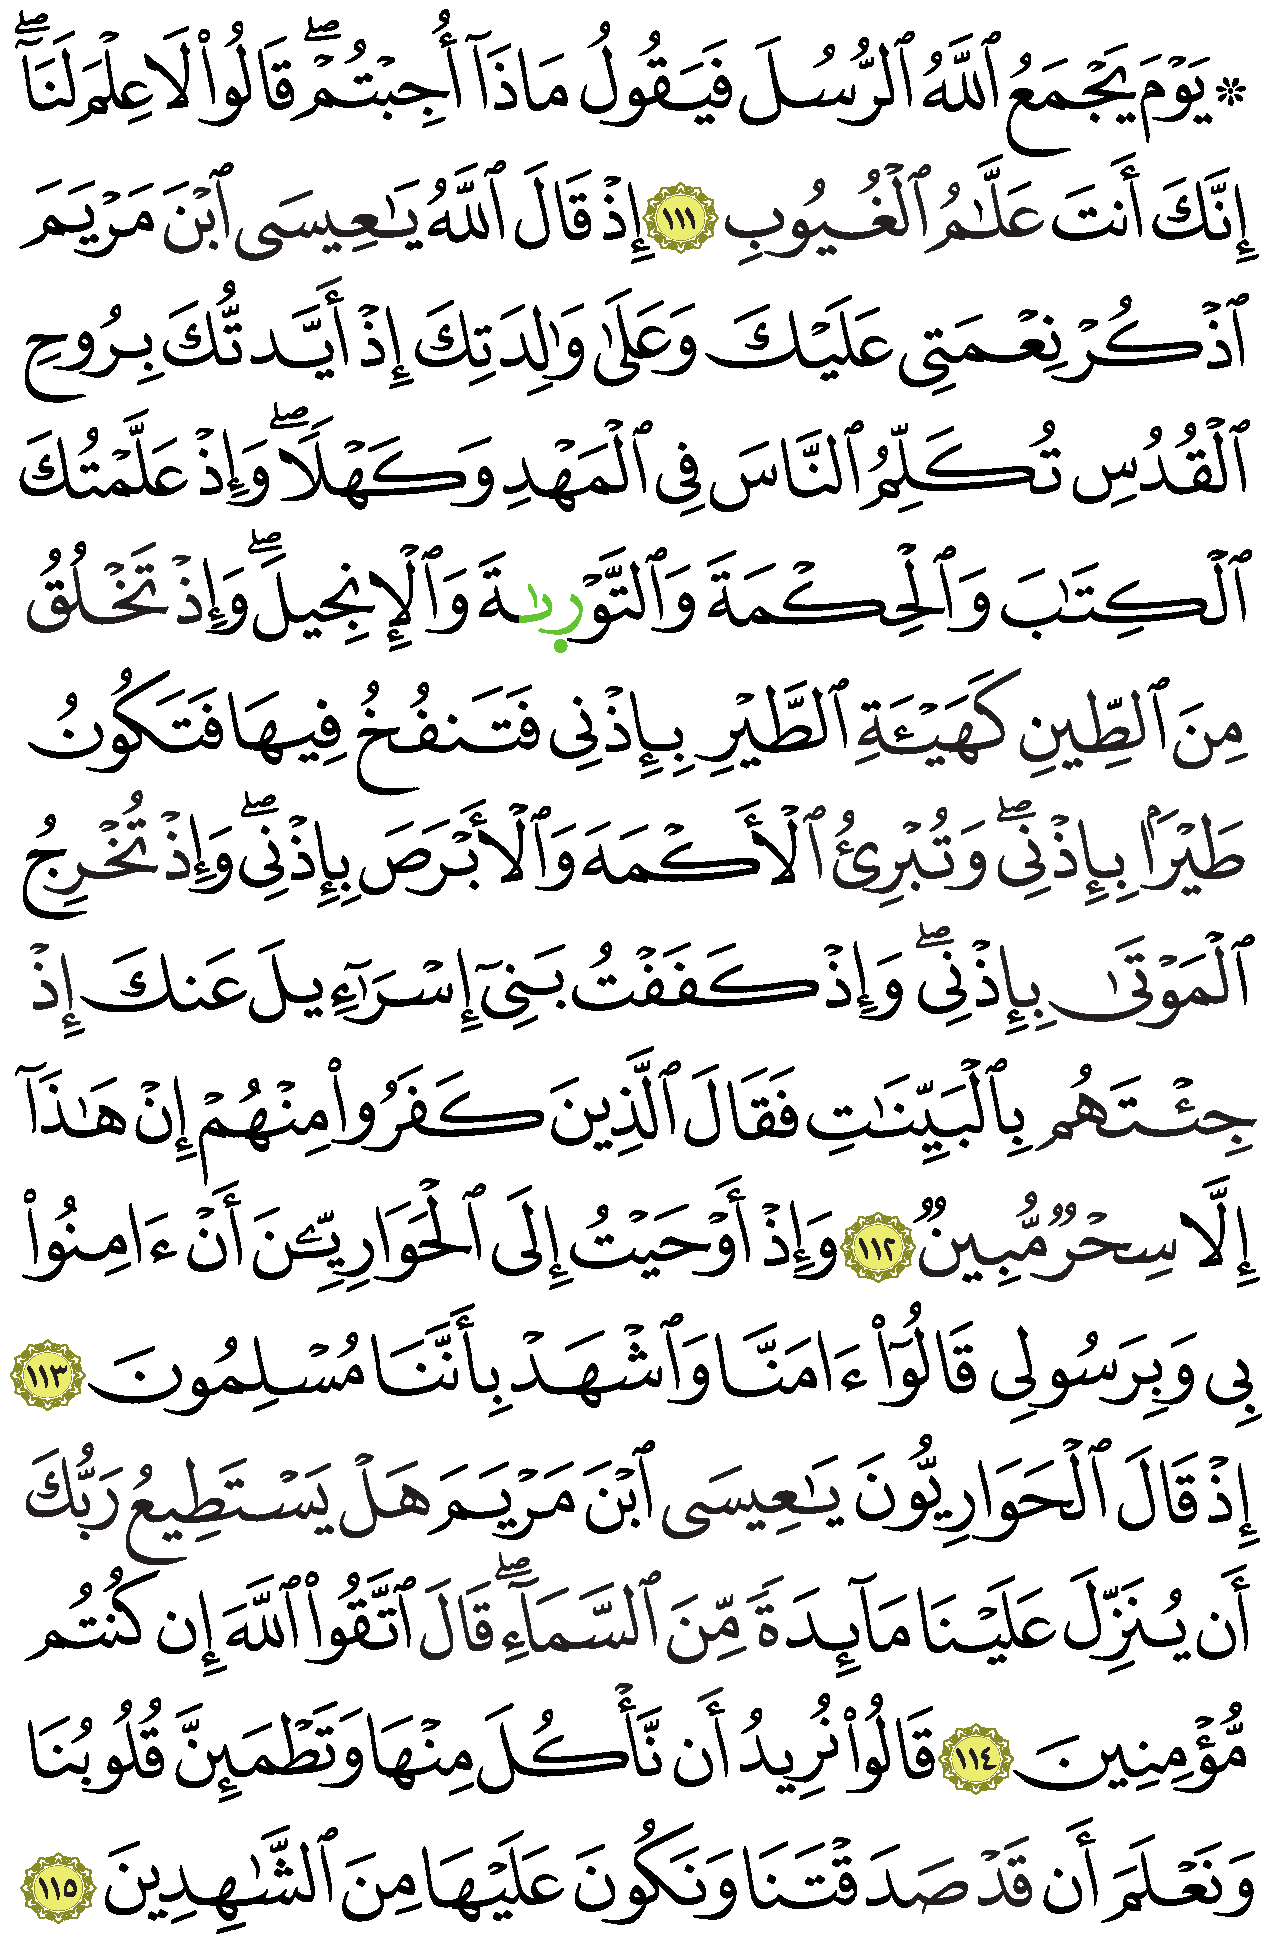 ۞ يَوْمَ يَجْمَعُ ٱللَّهُ ٱلرُّسُلَ فَيَقُولُ مَاذَآ أُجِبْتُمْ ۖ قَالُوا۟ لَا عِلْمَ لَنَآ ۖ
إِنَّكَ أَنتَ عَلَّٰمُ ٱلْغُيُوبِ ١١١ إِذْ قَالَ ٱللَّهُ يَٰعِيسَى ٱبْنَ مَرْيَمَ
ٱذْكُرْ نِعْمَتِى عَلَيْكَ وَعَلَىٰ وَٰلِدَتِكَ إِذْ أَيَّدتُّكَ بِرُوحِ
ٱلْقُدُسِ تُكَلِّمُ ٱلنَّاسَ فِى ٱلْمَهْدِ وَكَهْلًا ۖ وَإِذْ عَلَّمْتُكَ
ٱلْكِتَٰبَ وَٱلْحِكْمَةَ وَٱلتَّوْرِىٰةَ وَٱلْإِنجِيلَ ۖ وَإِذْ تَخْلُقُ
مِنَ ٱلطِّينِ كَهَيْـَٔةِ ٱلطَّيْرِ بِإِذْنِى فَتَنفُخُ فِيهَا فَتَكُونُ
طَيْرًۢا بِإِذْنِى ۖ وَتُبْرِئُ ٱلْأَكْمَهَ وَٱلْأَبْرَصَ بِإِذْنِى ۖ وَإِذْ تُخْرِجُ
ٱلْمَوْتَىٰ بِإِذْنِى ۖ وَإِذْ كَفَفْتُ بَنِىٓ إِسْرَٰٓءِيلَ عَنكَ إِذْ
جِئْتَهُم بِٱلْبَيِّنَٰتِ فَقَالَ ٱلَّذِينَ كَفَرُوا۟ مِنْهُمْ إِنْ هَٰذَآ
إِلَّا سِحْرٌ مُّبِينٌ ١١٢ وَإِذْ أَوْحَيْتُ إِلَى ٱلْحَوَارِيِّـۧنَ أَنْ ءَامِنُوا۟
بِى وَبِرَسُولِى قَالُوٓا۟ ءَامَنَّا وَٱشْهَدْ بِأَنَّنَا مُسْلِمُونَ ١١٣
إِذْ قَالَ ٱلْحَوَارِيُّونَ يَٰعِيسَى ٱبْنَ مَرْيَمَ هَلْ يَسْتَطِيعُ رَبُّكَ
أَن يُنَزِّلَ عَلَيْنَا مَآئِدَةً مِّنَ ٱلسَّمَآءِ ۖ قَالَ ٱتَّقُوا۟ ٱللَّهَ إِن كُنتُم
مُّؤْمِنِينَ ١١٤ قَالُوا۟ نُرِيدُ أَن نَّأْكُلَ مِنْهَا وَتَطْمَئِنَّ قُلُوبُنَا
وَنَعْلَمَ أَن قَدْ صَدَقْتَنَا وَنَكُونَ عَلَيْهَا مِنَ ٱلشَّٰهِدِينَ ١١٥